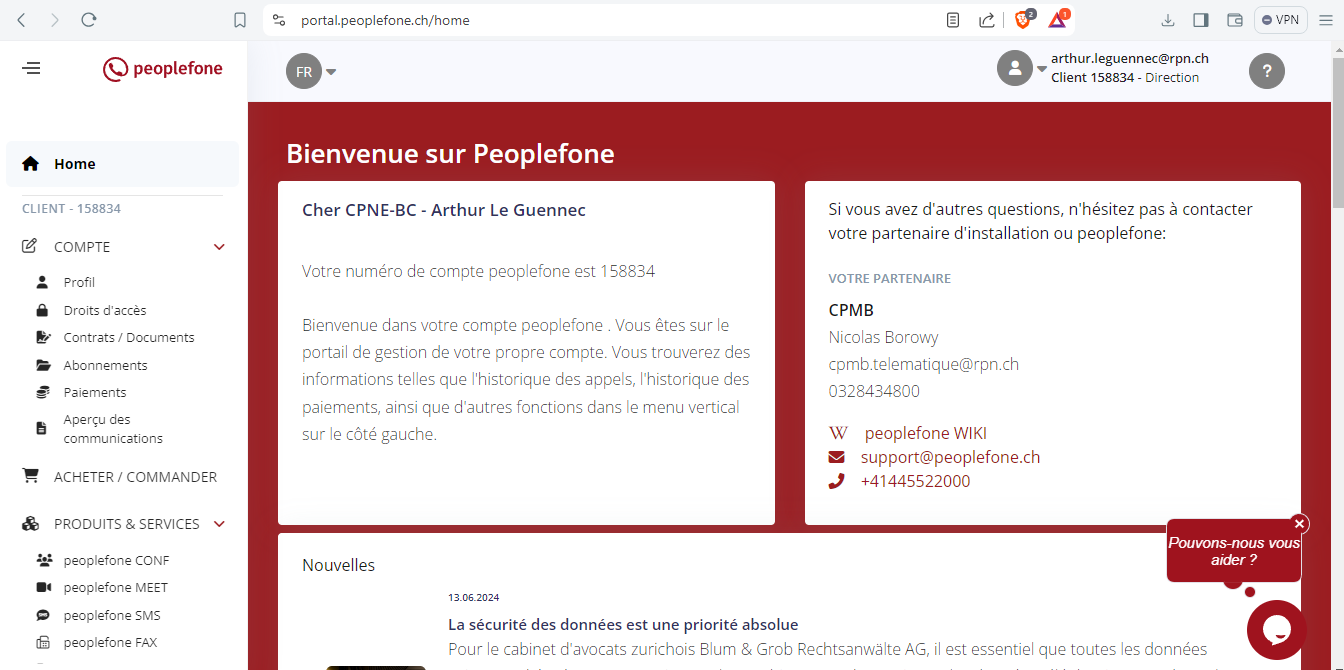 portal.peoplefone.ch/home
2
1
VPN
peoplefone
FR
arthur.leguennec@rpn.ch
Client 158834 - Direction
?
Home
CLIENT - 158834
COMPTE
Profil
Droits d'accès
Contrats / Documents
Abonnements
Paiements
Aperçu des
communications
ACHETER / COMMANDER
PRODUITS & SERVICES
peoplefone CONF
peoplefone MEET
peoplefone SMS
peoplefone FAX
Bienvenue sur Peoplefone
Cher CPNE-BC - Arthur Le Guennec
Votre numéro de compte peoplefone est 158834
Bienvenue dans votre compte peoplefone . Vous êtes sur le
portail de gestion de votre propre compte. Vous trouverez des
informations telles que l'historique des appels, l'historique des
paiements, ainsi que d'autres fonctions dans le menu vertical
sur le côté gauche.
Si vous avez d'autres questions, n'hésitez pas à contacter
votre partenaire d'installation ou peoplefone:
VOTRE PARTENAIRE
CPMB
Nicolas Borowy
cpmb.telematique@rpn.ch
0328434800
W peoplefone WIKI
support@peoplefone.ch
+41445522000
Pouvons-nous vous
aider ?
Nouvelles
13.06.2024
La sécurité des données est une priorité absolue
Pour le cabinet d'avocats zurichois Blum & Grob Rechtsanwälte AG, il est essentiel que toutes les données